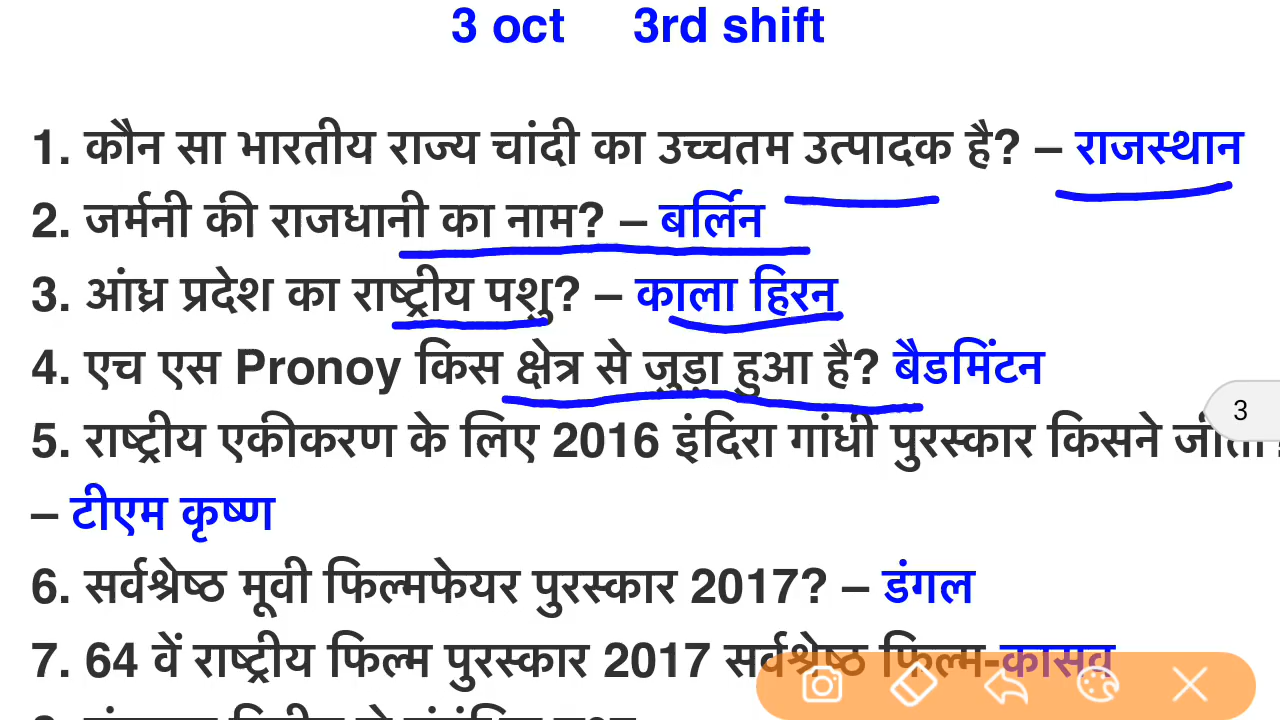 3 oct 3rd shift
1. कौन सा भारतीय राज्य चांदी का उच्चतम उत्पादक है? – राजस्थान
2. जर्मनी की राजधानी का नाम? – बर्लिन
3. आंध्र प्रदेश का राष्ट्रीय पशु? – काला हिरन
4. एच एस Pronoy किस क्षेत्र से जुड़ा हुआ है? बैडमिंटन
3
5. राष्ट्रीय एकीकरण के लिए 2016 इंदिरा गांधी पुरस्कार किसने जीता?
– टीएम कृष्ण
6. सर्वश्रेष्ठ मूवी फिल्मफेयर पुरस्कार 2017? – डंगल
7. 64 वें राष्ट्रीय फिल्म पुरस्कार 2017 सर्वश्रेष्ठ फिल्म-कासव